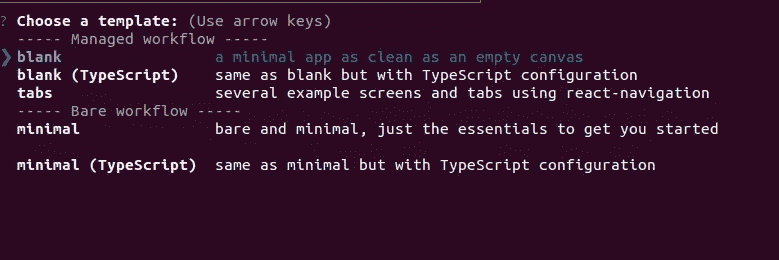 ? Choose a template: (Use arrow keys)
----- Managed workflow -----
❯ blank                 a minimal app as clean as an empty canvas
  blank (TypeScript)    same as blank but with TypeScript configuration
  tabs                  several example screens and tabs using react-navigation
----- Bare workflow -----
  minimal               bare and minimal, just the essentials to get you started
  minimal (TypeScript)  same as minimal but with TypeScript configuration